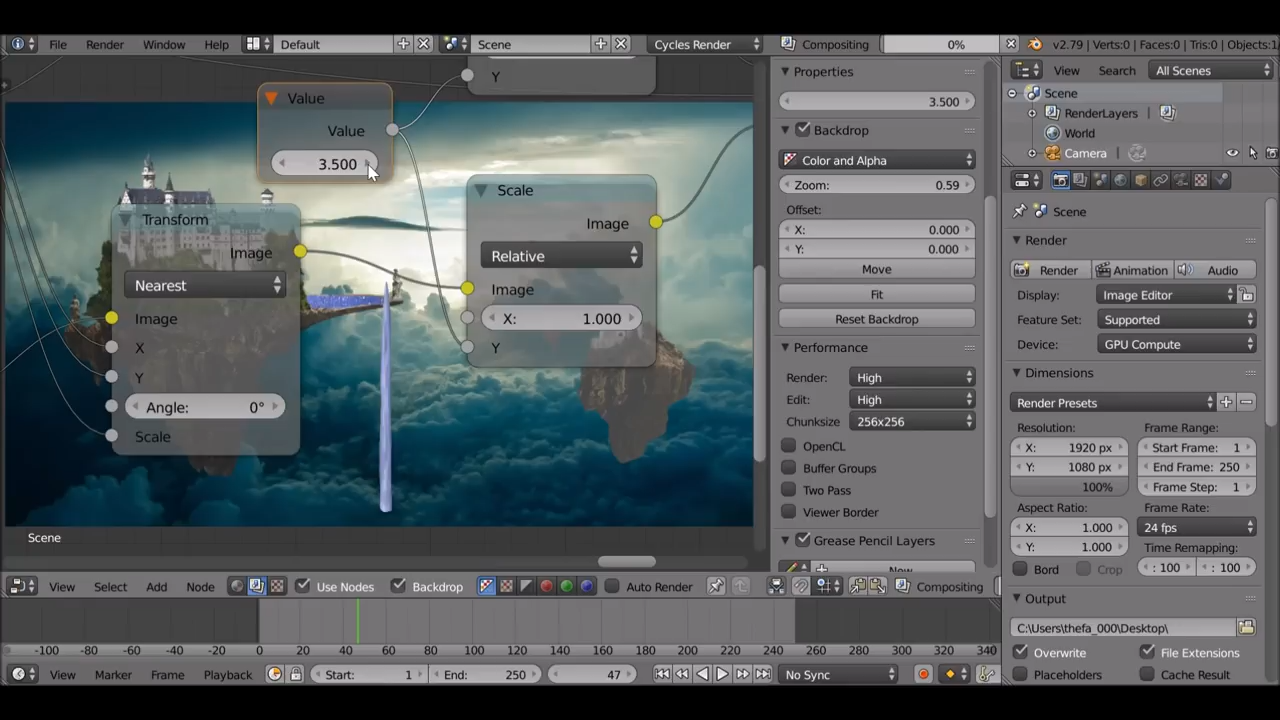 File Render Window Help Default Scene Cycles Render Compositing 0% v2.79 | Verts:0 | Faces:0 | Tris:0 | Objects:1
View Search All Scenes
Scene
RenderLayers
World
Camera
Y
Value
Value
3.500
Transform
Image
Nearest
Image
X
Y
Angle: 0°
Scale
Scale
Image
Relative
Image
X: 1.000
Y
Scene
Properties
3.500
Backdrop
Color and Alpha
Zoom: 0.59
Offset:
X: 0.000
Y: 0.000
Move
Fit
Reset Backdrop
Performance
Render: High
Edit: High
Chunksize 256x256
OpenCL
Buffer Groups
Two Pass
Viewer Border
Grease Pencil Layers
New
Scene
Render
Render Animation Audio
Display: Image Editor
Feature Set: Supported
Device: GPU Compute
Dimensions
Render Presets
Resolution: Frame Range:
X: 1920 px Start Frame: 1
Y: 1080 px End Frame: 250
100% Frame Step: 1
Aspect Ratio: Frame Rate:
X: 1.000 24 fps
Y: 1.000 Time Remapping:
Bord Crop : 100 : 100
Output
C:\Users\thefa_000\Desktop\
Overwrite File Extensions
Placeholders Cache Result
View Select Add Node Use Nodes Backdrop Auto Render Compositing
-100 -80 -60 -40 -20 0 20 40 60 80 100 120 140 160 180 200 220 240 260 280 300 320 340
View Marker Frame Playback Start: 1 End: 250 47 No Sync